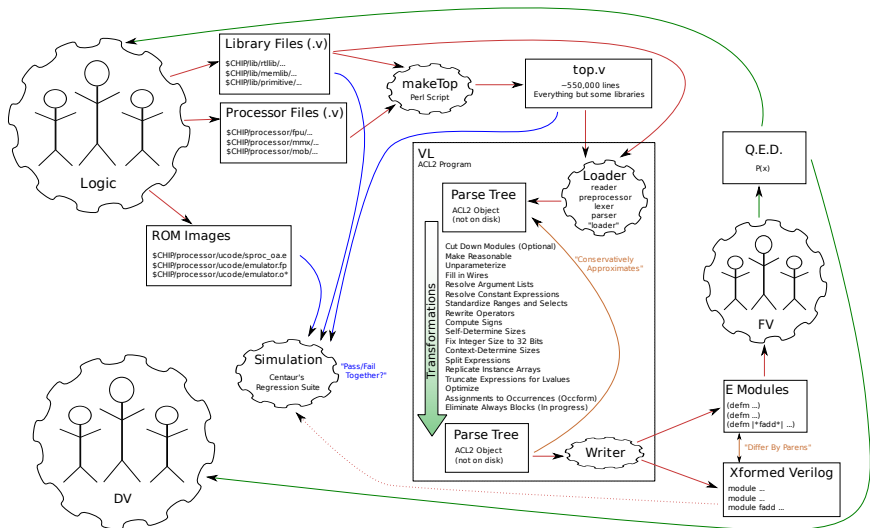 Logic
Library Files (.v)
$CHIP/lib/rtllib/...
$CHIP/lib/memlib/...
$CHIP/lib/primitive/...
Processor Files (.v)
$CHIP/processor/fpu/...
$CHIP/processor/mmx/...
$CHIP/processor/mob/...
ROM Images
$CHIP/processor/ucode/sproc_oa.e
$CHIP/processor/ucode/emulator.fp
$CHIP/processor/ucode/emulator.o*
makeTop
Perl Script
top.v
~550,000 lines
Everything but some libraries
VL
ACL2 Program
Loader
reader
preprocessor
lexer
parser
"loader"
Parse Tree
ACL2 Object
(not on disk)
Transformations
Cut Down Modules (Optional)
Make Reasonable
Unparameterize
Fill in Wires
Resolve Argument Lists
Resolve Constant Expressions
Standardize Ranges and Selects
Rewrite Operators
Compute Signs
Self-Determine Sizes
Fix Integer Size to 32 Bits
Context-Determine Sizes
Split Expressions
Replicate Instance Arrays
Truncate Expressions for Lvalues
Optimize
Assignments to Occurrences (Occform)
Eliminate Always Blocks (In progress)
"Conservatively
Approximates"
Parse Tree
ACL2 Object
(not on disk)
Writer
Simulation
Centaur's
Regression Suite
"Pass/Fail
Together?"
DV
Q.E.D.
P(x)
FV
E Modules
(defm ...)
(defm ...)
(defm |*fadd*| ...)
"Differ By Parens"
Xformed Verilog
module ...
module ...
module fadd ...